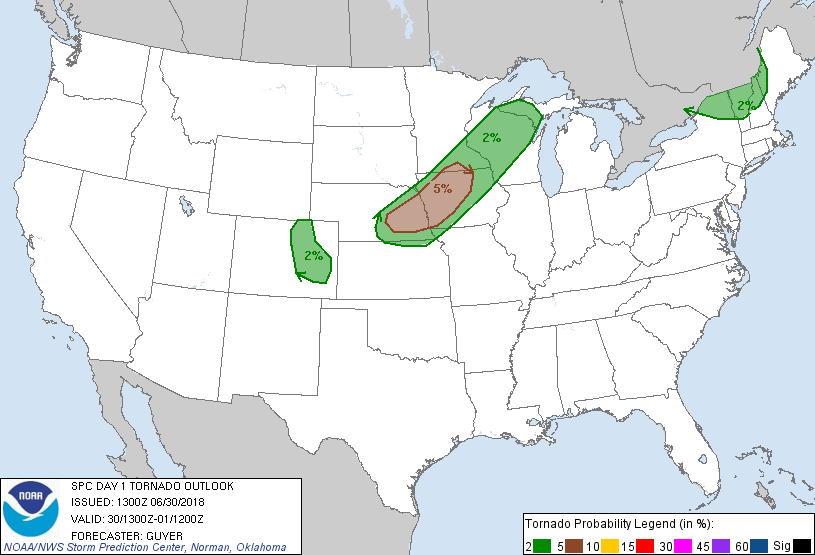 2%
2%
5%
2%
NOAA
SPC DAY 1 TORNADO OUTLOOK
ISSUED: 1300Z 06/30/2018
VALID: 30/1300Z-01/1200Z
FORECASTER: GUYER
NOAA/NWS Storm Prediction Center, Norman, Oklahoma
Tornado Probability Legend (in %):
2 5 10 15 30 45 60 Sig